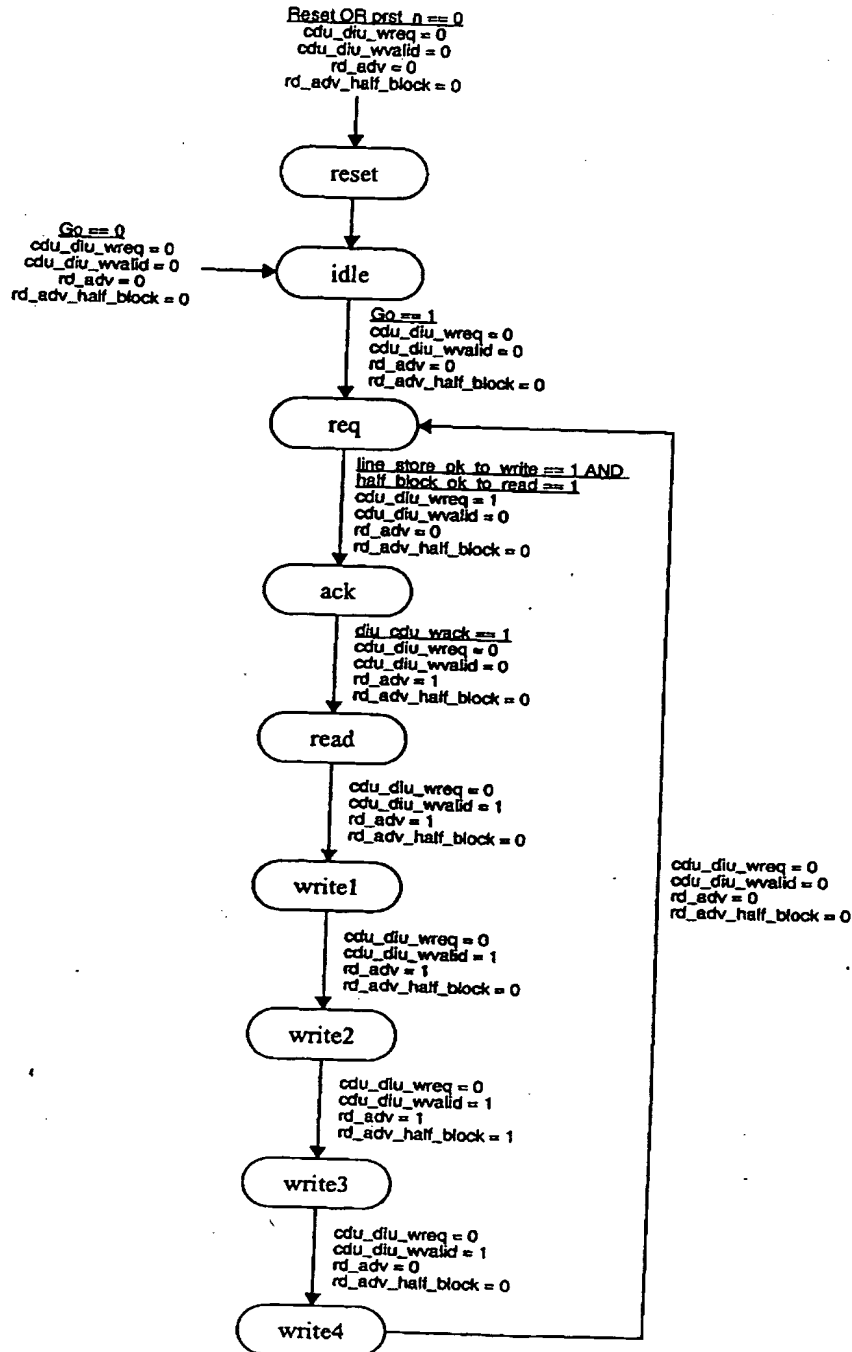 Reset OR prst_n == 0
cdu_diu_wreq = 0
cdu_diu_wvalid = 0
rd_adv = 0
rd_adv_half_block = 0
reset
Go == 0
cdu_diu_wreq = 0
cdu_diu_wvalid = 0
rd_adv = 0
rd_adv_half_block = 0
idle
Go == 1
cdu_diu_wreq = 0
cdu_diu_wvalid = 0
rd_adv = 0
rd_adv_half_block = 0
req
line_store_ok_to_write == 1 AND
half_block_ok_to_read == 1
cdu_diu_wreq = 1
cdu_diu_wvalid = 0
rd_adv = 0
rd_adv_half_block = 0
ack
diu_cdu_wack == 1
cdu_diu_wreq = 0
cdu_diu_wvalid = 0
rd_adv = 1
rd_adv_half_block = 0
read
cdu_diu_wreq = 0
cdu_diu_wvalid = 1
rd_adv = 1
rd_adv_half_block = 0
write1
cdu_diu_wreq = 0
cdu_diu_wvalid = 0
rd_adv = 0
rd_adv_half_block = 0
cdu_diu_wreq = 0
cdu_diu_wvalid = 1
rd_adv = 1
rd_adv_half_block = 0
write2
cdu_diu_wreq = 0
cdu_diu_wvalid = 1
rd_adv = 1
rd_adv_half_block = 1
write3
cdu_diu_wreq = 0
cdu_diu_wvalid = 1
rd_adv = 0
rd_adv_half_block = 0
write4